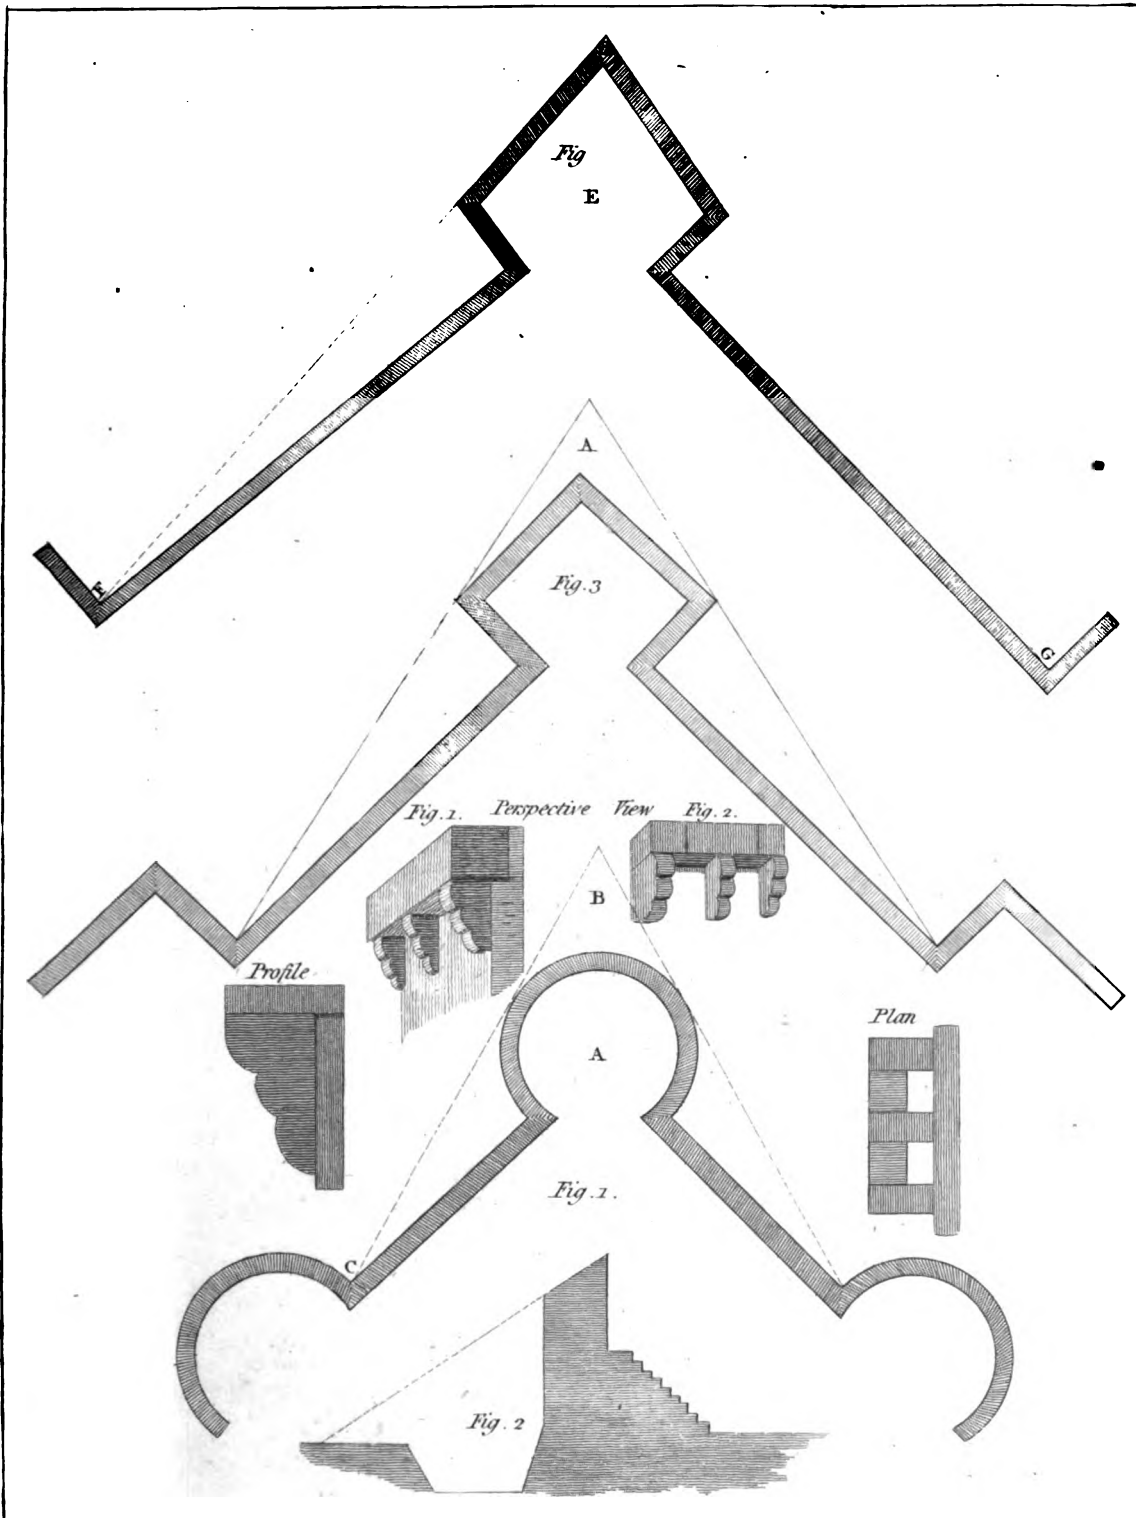 Fig
E
A
F
Fig. 3
G
Fig. 1. Perspective View Fig. 2.
B
Profile
Plan
A
Fig. 1.
C
Fig. 2